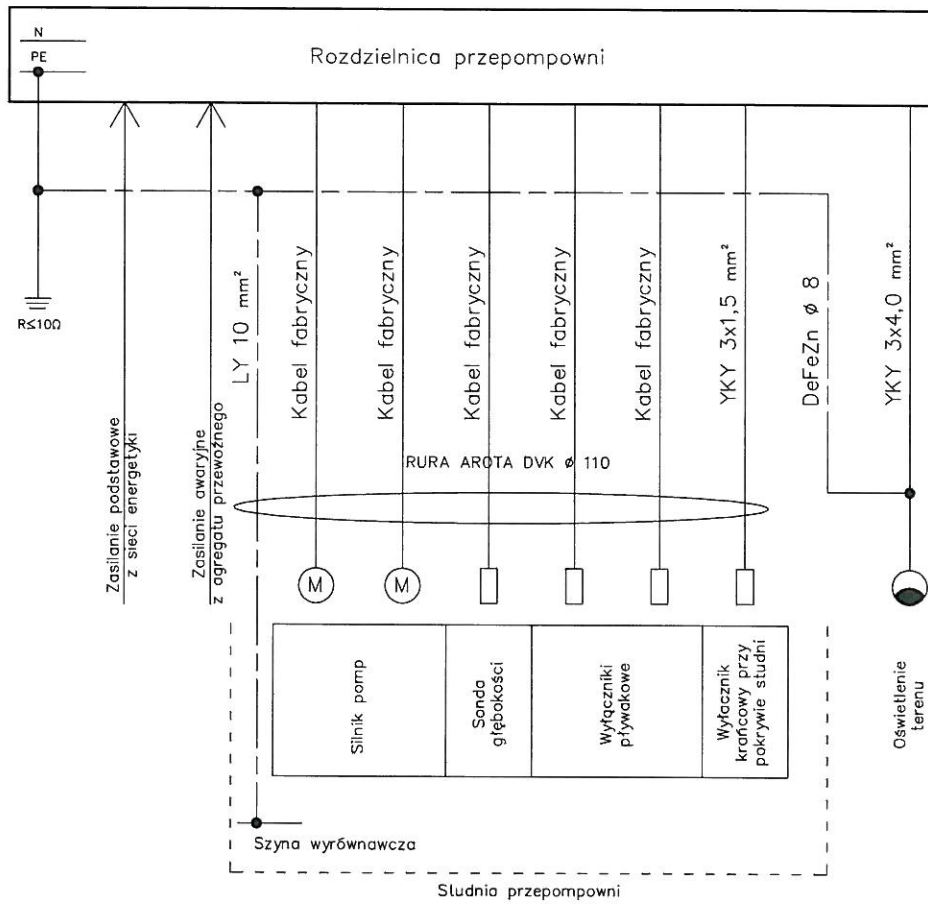 N
PE
Rozdzielnica przepompowni
R≤10Ω
Zasilanie podstawowe
z sieci energetyki
Zasilanie awaryjne
z agregatu przewoźnego
LY 10 mm²
Kabel fabryczny
Kabel fabryczny
Kabel fabryczny
Kabel fabryczny
Kabel fabryczny
YKY 3x1,5 mm²
DeFeZn ø 8
YKY 3x4,0 mm²
RURA AROTA DVK ø 110
M
M
Silnik pomp
Sonda
głębokości
Wyłączniki
pływakowe
Wyłacznik
krańcowy przy
pokrywie studni
Oświetlenie
terenu
Szyna wyrównawcza
Studnia przepompowni